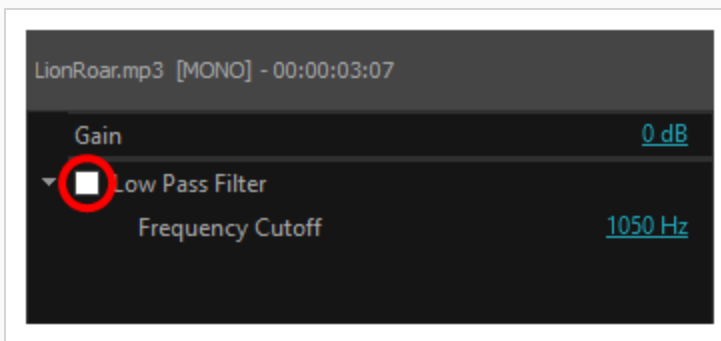 LionRoar.mp3 [MONO] - 00:00:03:07
Gain 0 dB
Low Pass Filter
Frequency Cutoff 1050 Hz